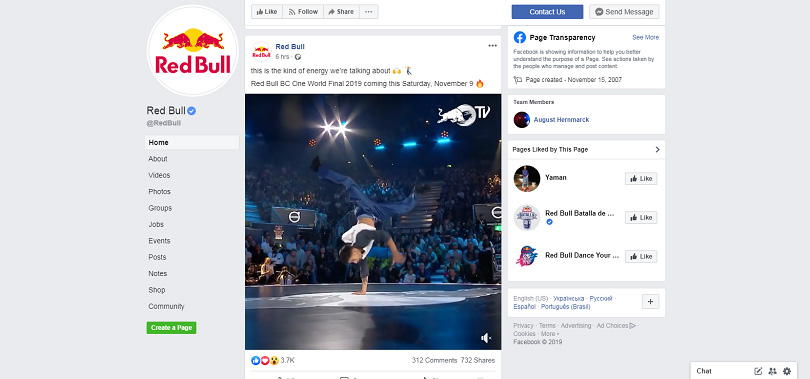 Red Bull
Red Bull
@RedBull
Home
About
Videos
Photos
Groups
Jobs
Events
Posts
Notes
Shop
Community
Create a Page
Like
Follow
Share
Contact Us
Send Message
Red Bull
Red Bull
6 hrs ·
this is the kind of energy we're talking about
Red Bull BC One World Final 2019 coming this Saturday, November 9
TV
3.7K
312 Comments 732 Shares
Page Transparency
See More
Facebook is showing information to help you better
understand the purpose of a Page. See actions taken by
the people who manage and post content.
Page created - November 15, 2007
Team Members
August Hernmarck
Pages Liked by This Page
Yaman
Like
Red Bull Batalla de ...
Like
Red Bull Dance Your ...
Like
English (US) · Українська · Русский ·
Español · Português (Brasil)
Privacy · Terms · Advertising · Ad Choices
Cookies · More
Facebook © 2019
Chat